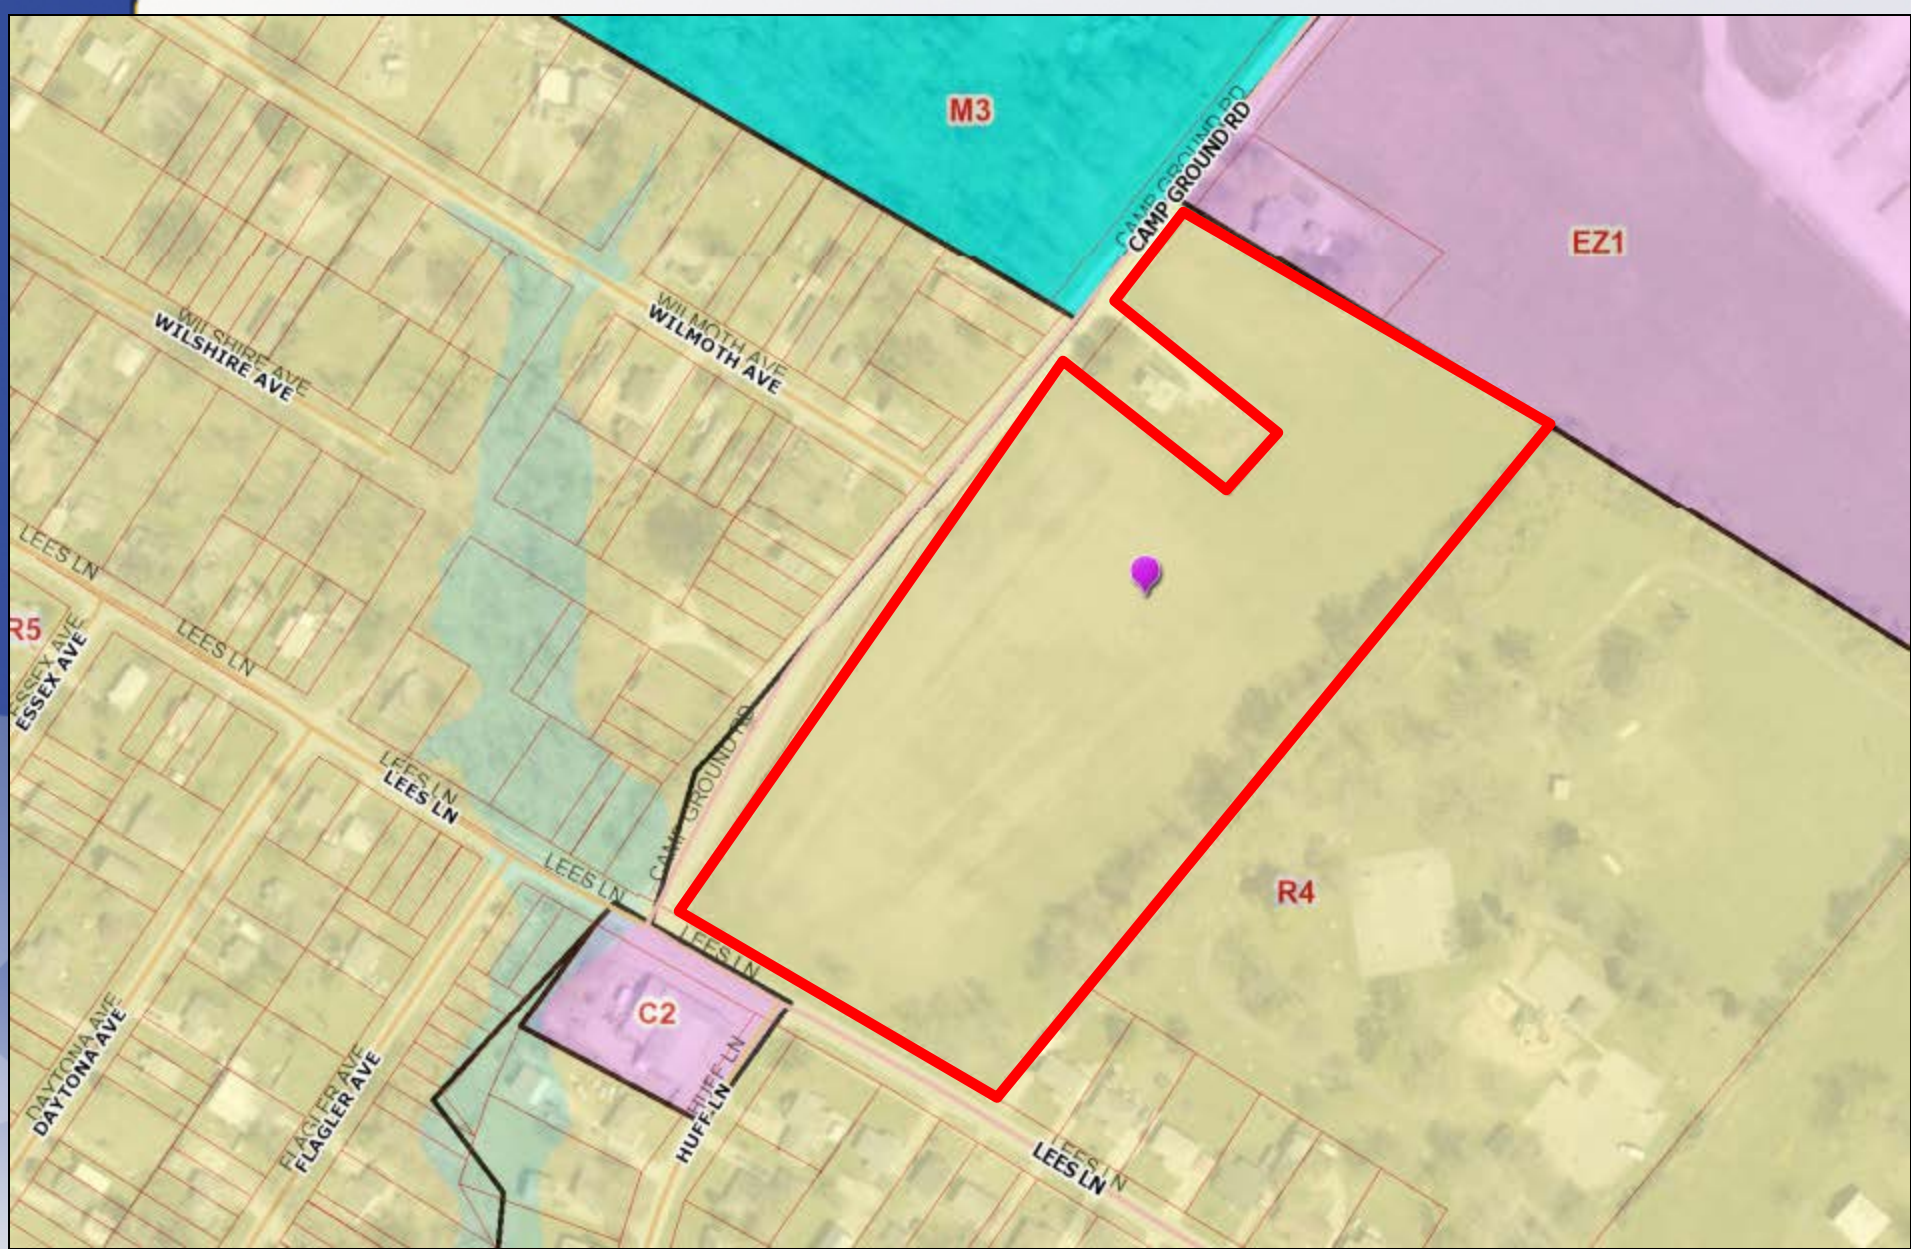 M3
CAMP GROUND RD
CAMP GROUND RD
EZ1
WILMOTH AVE
WILMOTH AVE
WILSHIRE AVE
WILSHIRE AVE
LEES LN
R5
ESSEX AVE
ESSEX AVE
LEES LN
LEES LN
LEES LN
CAMP GROUND RD
LEES LN
R4
LEES LN
C2
HUFF LN
HUFF LN
DAYTONA AVE
DAYTONA AVE
FLAGLER AVE
FLAGLER AVE
LEES LN
LEES LN